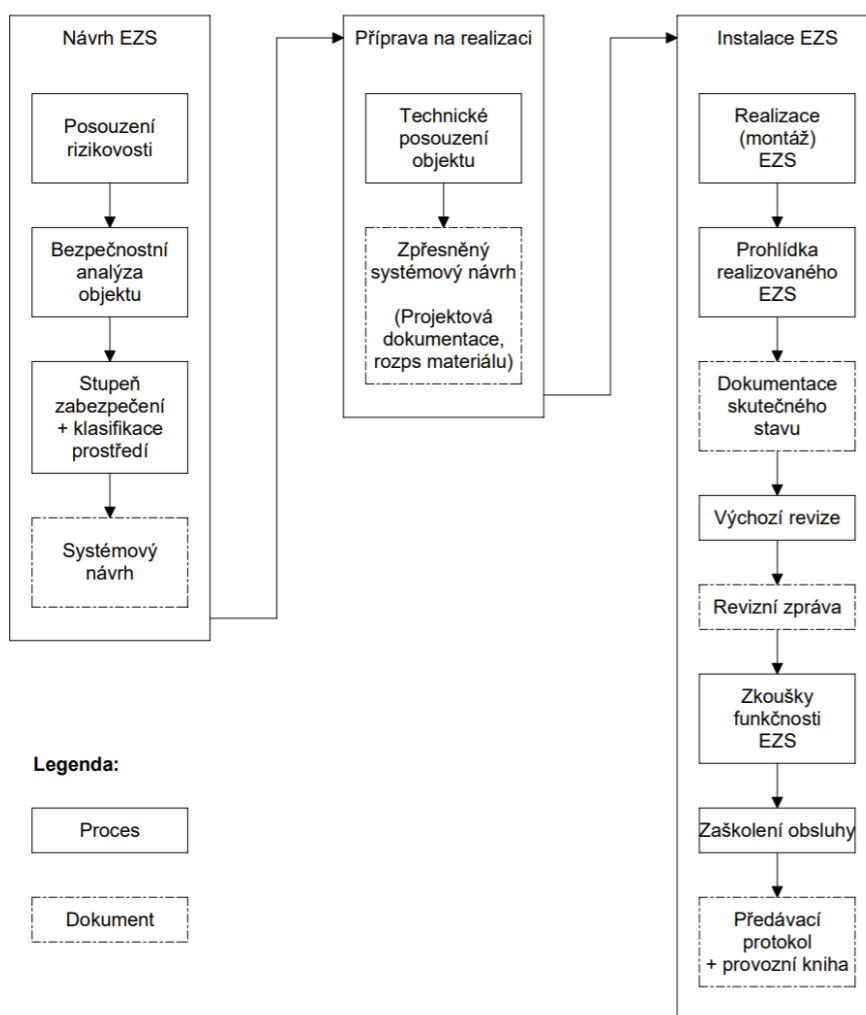 Návrh EZS
Posouzení
rizikovosti
Bezpečnostní
analýza
objektu
Stupeň
zabezpečení
+ klasifikace
prostředí
Systémový
návrh
Příprava na realizaci
Technické
posouzení
objektu
Zpřesněný
systémový návrh
(Projektová
dokumentace,
rozps materiálu)
Instalace EZS
Realizace
(montáž)
EZS
Prohlídka
realizovaného
EZS
Dokumentace
skutečného
stavu
Výchozí revize
Revizní zpráva
Zkoušky
funkčnosti
EZS
Zaškolení obsluhy
Předávací
protokol
+ provozní kniha
Legenda:
Proces
Dokument